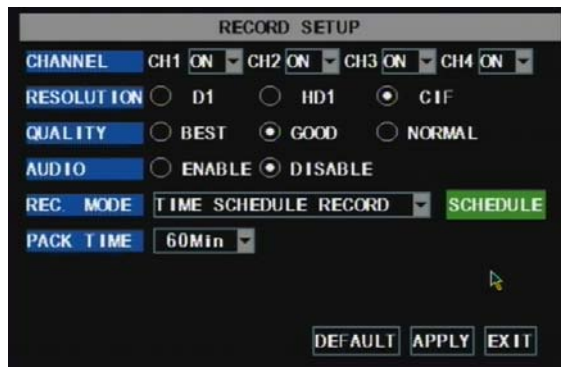 RECORD SETUP
CHANNEL CH1 ON CH2 ON CH3 ON CH4 ON
RESOLUTION D1 HD1 CIF
QUALITY BEST GOOD NORMAL
AUDIO ENABLE DISABLE
REC. MODE TIME SCHEDULE RECORD SCHEDULE
PACK TIME 60Min
DEFAULT APPLY EXIT